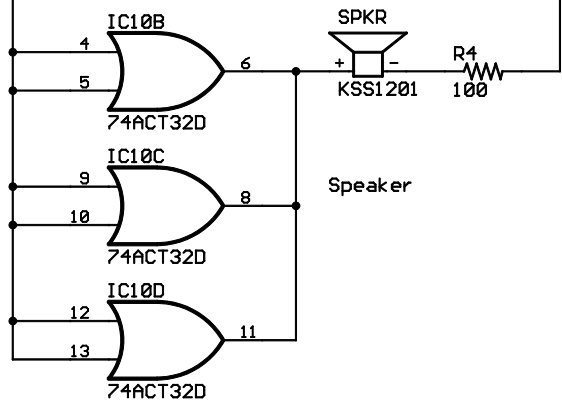 IC10B
SPKR
4
5
6
+
-
R4
KSS1201
100
74ACT32D
IC10C
9
10
8
Speaker
74ACT32D
IC10D
12
13
11
74ACT32D